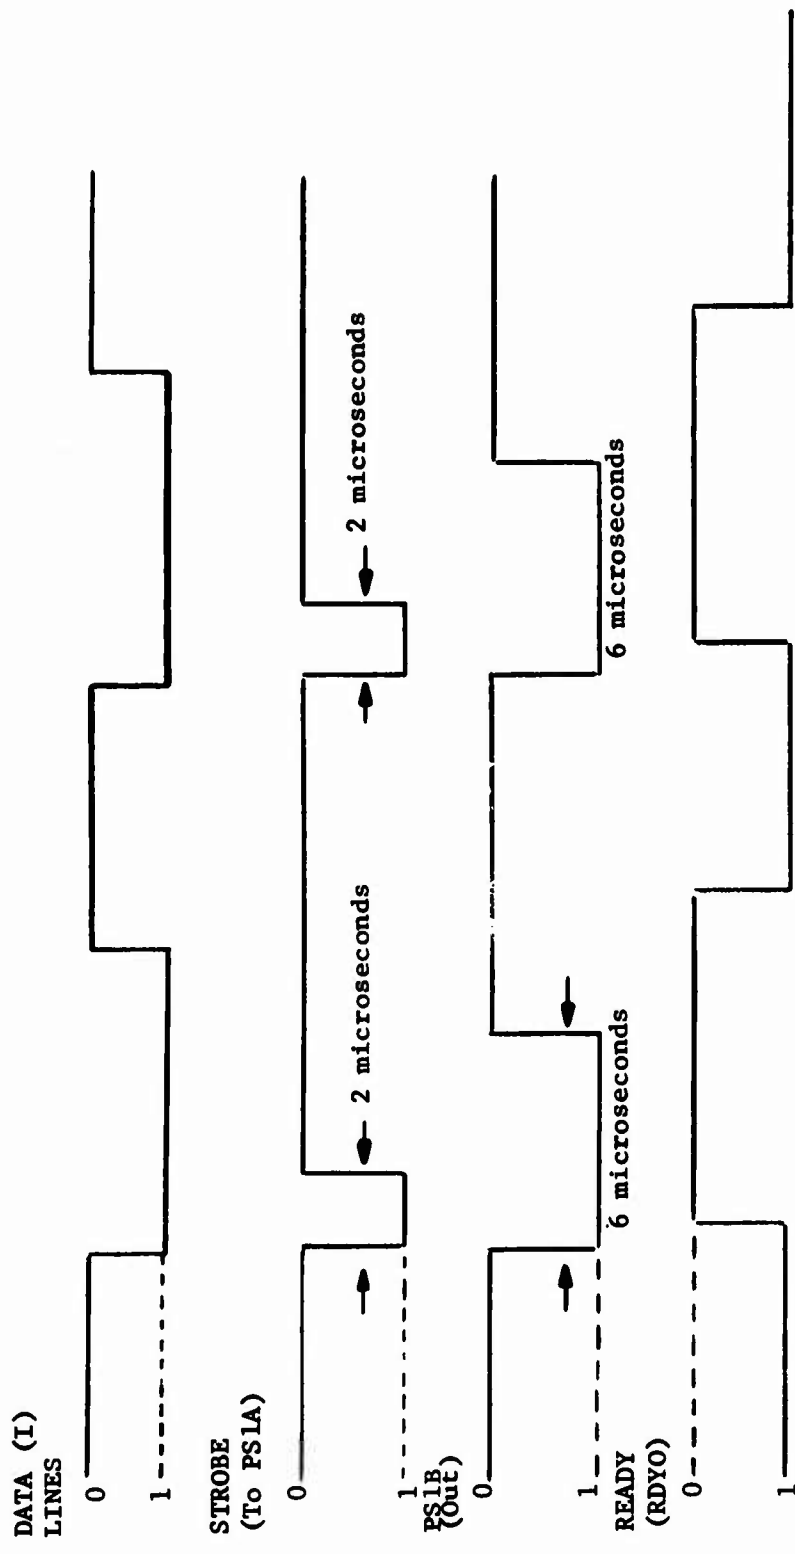 DATA (I)
LINES
0
1
STROBE
(To PS1A)
0
1
2 microseconds
2 microseconds
PS1B
(Out)
0
1
6 microseconds
6 microseconds
READY
(RDYO)
0
1